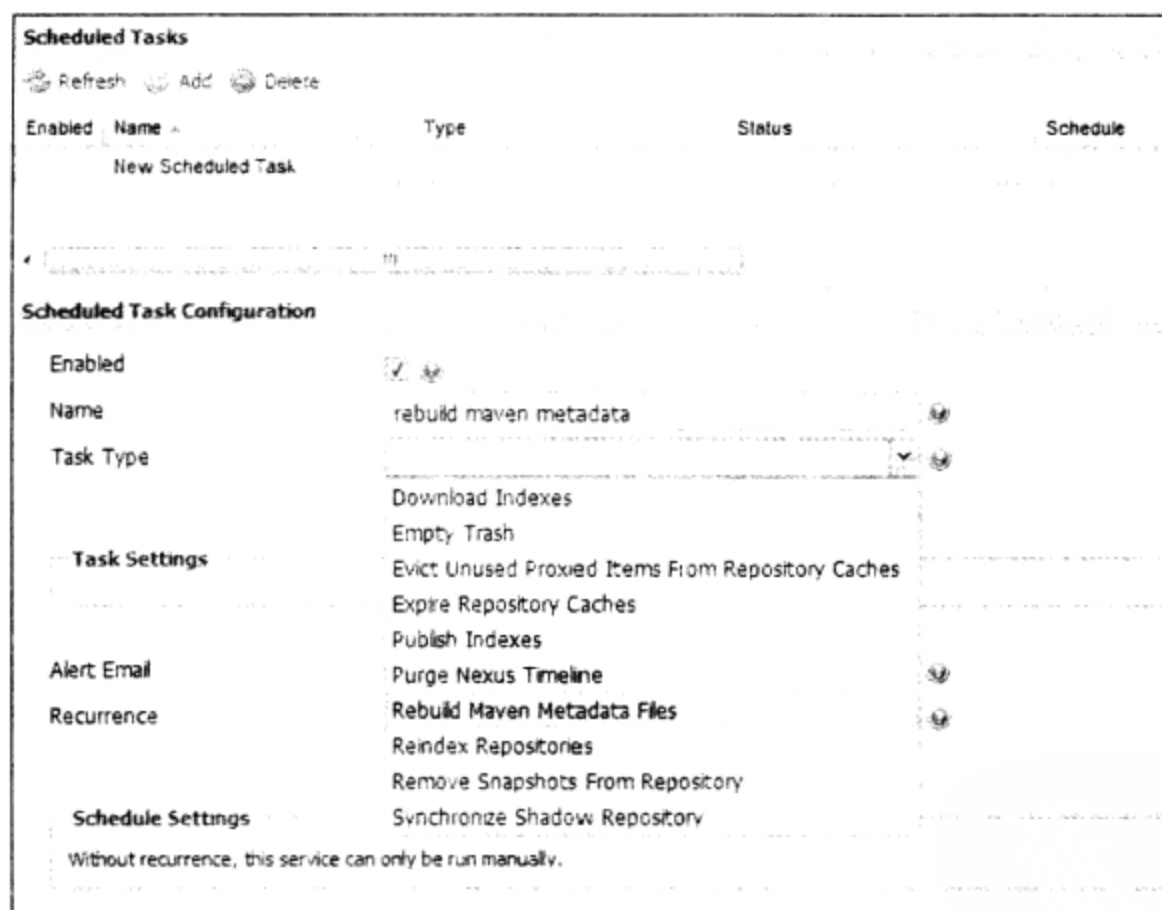 Scheduled Tasks
Refresh Add Delete
Enabled Name Type Status Schedule
New Scheduled Task
Scheduled Task Configuration
Enabled
Name rebuild maven metadata
Task Type
Download Indexes
Empty Trash
Task Settings
Evict Unused Proxied Items From Repository Caches
Expire Repository Caches
Publish Indexes
Alert Email
Purge Nexus Timeline
Recurrence
Rebuild Maven Metadata Files
Reindex Repositories
Remove Snapshots From Repository
Schedule Settings
Synchronize Shadow Repository
Without recurrence, this service can only be run manually.